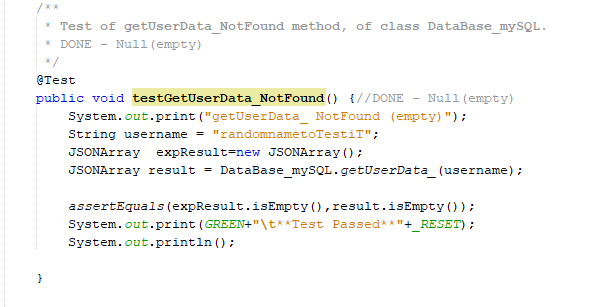 /**
 * Test of getUserData_NotFound method, of class DataBase_mySQL.
 * DONE - Null(empty)
 */
@Test
public void testGetUserData_NotFound() {//DONE - Null(empty)
    System.out.print("getUserData_ NotFound (empty)");
    String username = "randomnametoTestiT";
    JSONArray  expResult=new JSONArray();
    JSONArray result = DataBase_mySQL.getUserData_(username);
    assertEquals(expResult.isEmpty(),result.isEmpty());
    System.out.print(GREEN+"\t**Test Passed**"+_RESET);
    System.out.println();
}